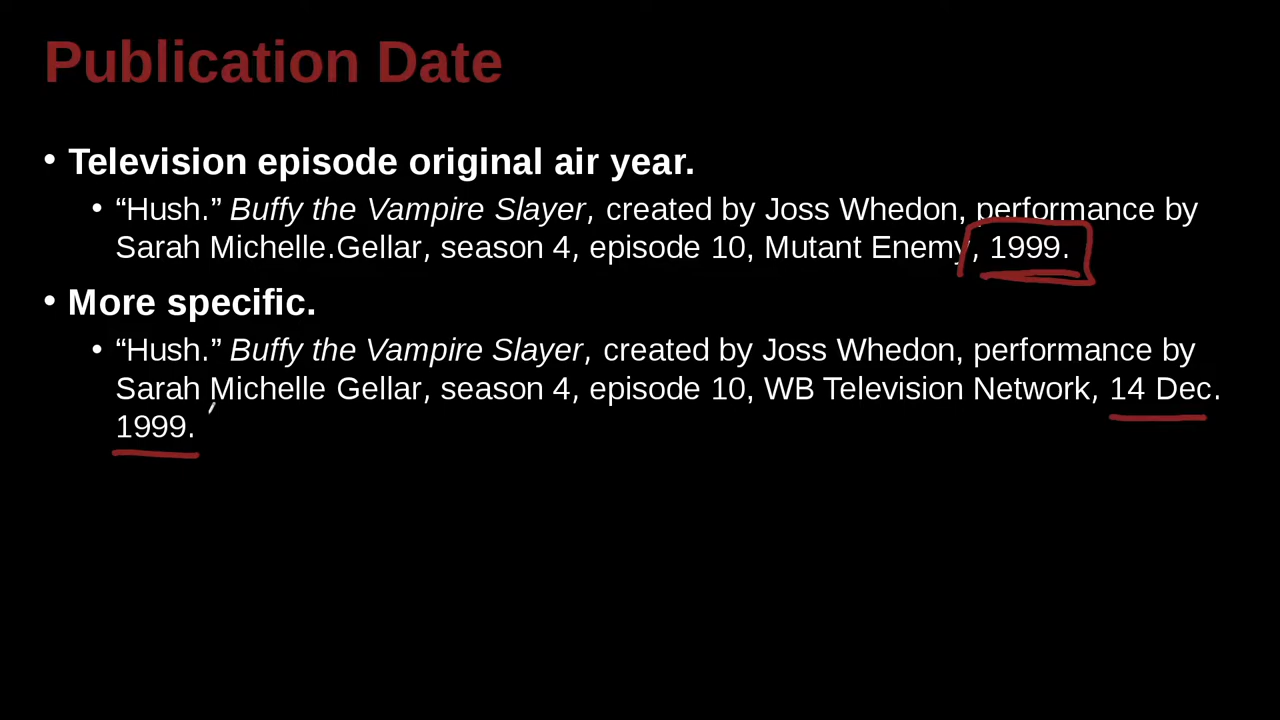 Publication Date
• Television episode original air year.
• “Hush.” Buffy the Vampire Slayer, created by Joss Whedon, performance by
Sarah Michelle.Gellar, season 4, episode 10, Mutant Enemy, 1999.
• More specific.
• “Hush.” Buffy the Vampire Slayer, created by Joss Whedon, performance by
Sarah Michelle Gellar, season 4, episode 10, WB Television Network, 14 Dec.
1999.